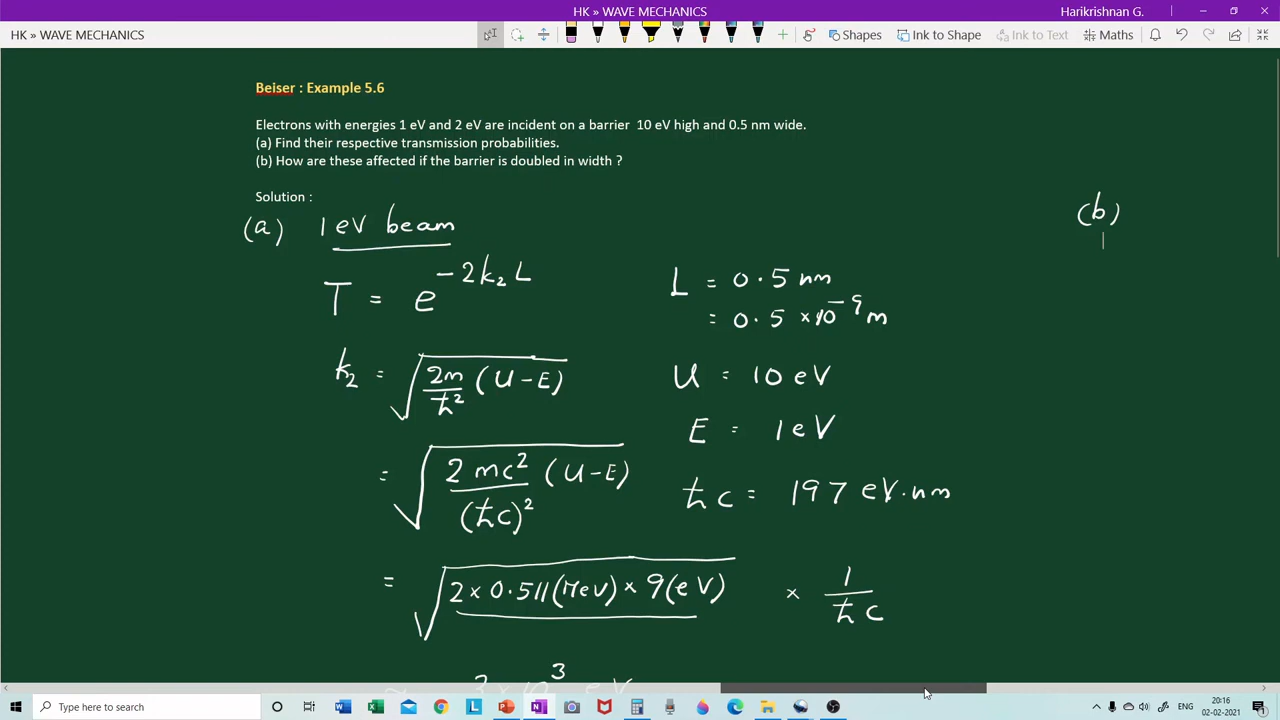 HK » WAVE MECHANICS
Harikrishnan G.
HK » WAVE MECHANICS
Shapes
Ink to Shape
Ink to Text
Maths
Beiser : Example 5.6
Electrons with energies 1 eV and 2 eV are incident on a barrier 10 eV high and 0.5 nm wide.
(a) Find their respective transmission probabilities.
(b) How are these affected if the barrier is doubled in width ?
Solution :
(a) 1 eV beam
(b)
T = e^{-2k₂L}
L = 0.5 nm
= 0.5 × 10⁻⁹ m
k₂ = √(2m/ħ² (U-E))
U = 10 eV
E = 1 eV
= √(2 mc²/(ħc)² (U-E))
ħc = 197 eV.nm
= √(2 × 0.511(MeV) × 9(eV)) × 1/ħc
Type here to search
ENG
20:16
02-02-2021